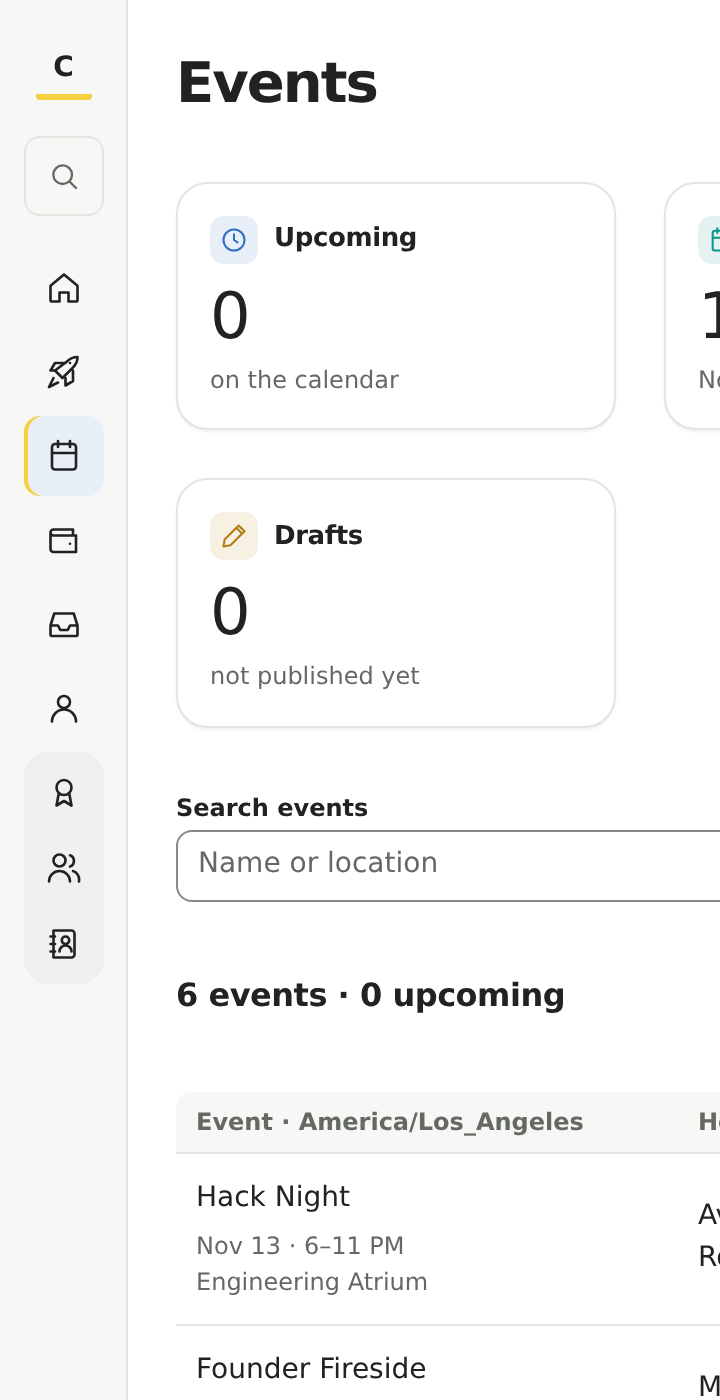 C
Events
Upcoming
0
on the calendar
1
Drafts
0
not published yet
Search events
Name or location
6 events · 0 upcoming
Event · America/Los_Angeles
Hack Night
Nov 13 · 6–11 PM
Engineering Atrium
Founder Fireside